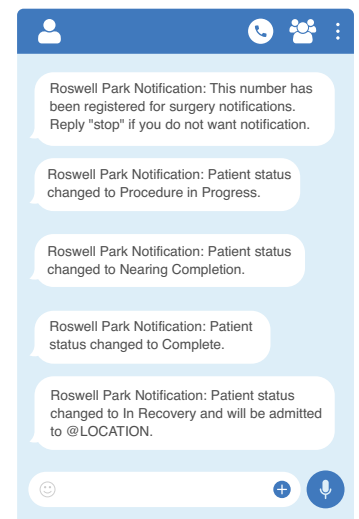 Roswell Park Notification: This number has
been registered for surgery notifications.
Reply "stop" if you do not want notification.
Roswell Park Notification: Patient status
changed to Procedure in Progress.
Roswell Park Notification: Patient status
changed to Nearing Completion.
Roswell Park Notification: Patient
status changed to Complete.
Roswell Park Notification: Patient status
changed to In Recovery and will be admitted
to @LOCATION.